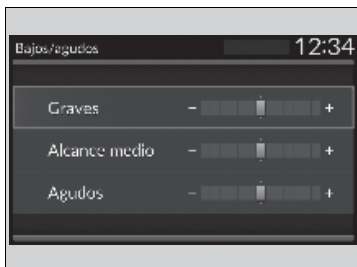 Bajos/agudos 12:34
Graves - +
Alcance medio - +
Agudos - +